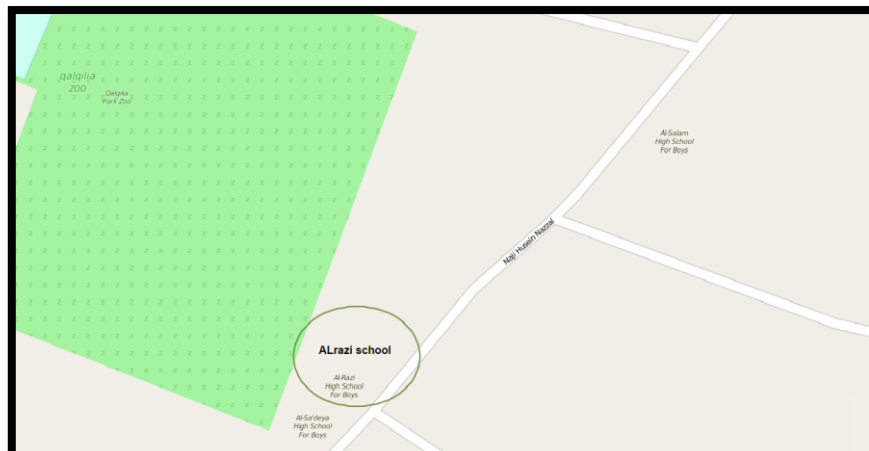 qalqilia
ZOO
Qalqilia
Park Zoo
Al-Salam
High School
For Boys
Naji Husein Nazzal
ALrazi school
Al-Razi
High School
For Boys
Al-Sa'deya
High School
For Boys